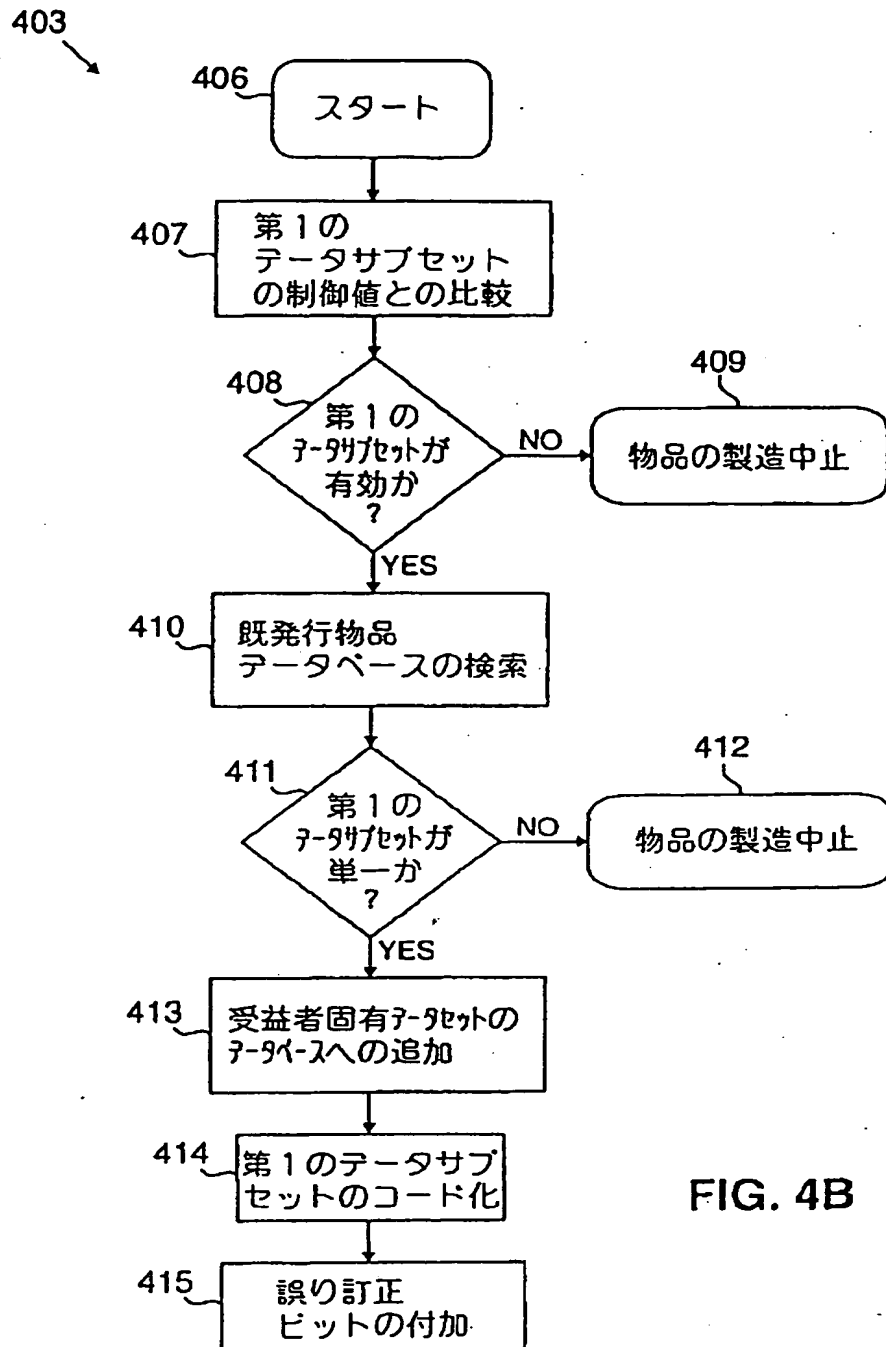 403
406
スタート
407
第1の
データサブセット
の制御値との比較
408
第1の
ﾃﾞｰﾀｻﾌﾞｾｯﾄが
有効か
?
NO
409
物品の製造中止
YES
410
既発行物品
データベースの検索
411
第1の
ﾃﾞｰﾀｻﾌﾞｾｯﾄが
単一か
?
NO
412
物品の製造中止
YES
413
受益者固有ﾃﾞｰﾀｾｯﾄの
ﾃﾞｰﾀﾍﾞｰｽへの追加
414
第1のデータサブ
セットのコード化
FIG. 4B
415
誤り訂正
ビットの付加